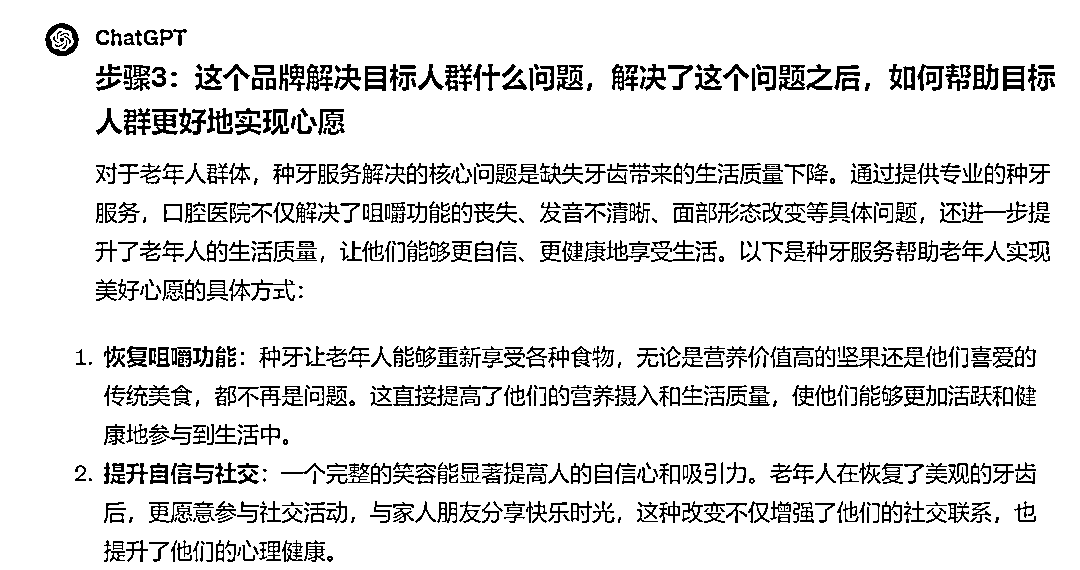 ChatGPT
步骤3：这个品牌解决目标人群什么问题，解决了这个问题之后，如何帮助目标
人群更好地实现心愿
对于老年人群体，种牙服务解决的核心问题是缺失牙齿带来的生活质量下降。通过提供专业的种牙
服务，口腔医院不仅解决了咀嚼功能的丧失、发音不清晰、面部形态改变等具体问题，还进一步提
升了老年人的生活质量，让他们能够更自信、更健康地享受生活。以下是种牙服务帮助老年人实现
美好心愿的具体方式：
1. 恢复咀嚼功能：种牙让老年人能够重新享受各种食物，无论是营养价值高的坚果还是他们喜爱的
传统美食，都不再是问题。这直接提高了他们的营养摄入和生活质量，使他们能够更加活跃和健
康地参与到生活中。
2. 提升自信与社交：一个完整的笑容能显著提高人的自信心和吸引力。老年人在恢复了美观的牙齿
后，更愿意参与社交活动，与家人朋友分享快乐时光，这种改变不仅增强了他们的社交联系，也
提升了他们的心理健康。